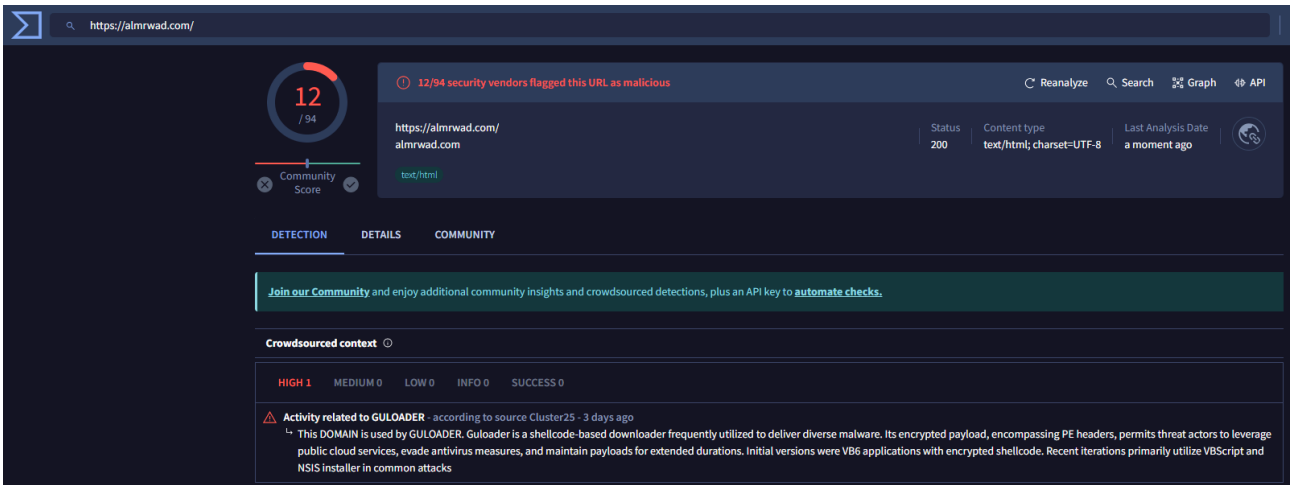 https://almrwad.com/
12
/ 94
Community
Score
12/94 security vendors flagged this URL as malicious
Reanalyze Search Graph API
https://almrwad.com/
almrwad.com
text/html
Status
200
Content type
text/html; charset=UTF-8
Last Analysis Date
a moment ago
DETECTION DETAILS COMMUNITY
Join our Community and enjoy additional community insights and crowdsourced detections, plus an API key to automate checks.
Crowdsourced context
HIGH 1 MEDIUM 0 LOW 0 INFO 0 SUCCESS 0
Activity related to GULOADER - according to source Cluster25 - 3 days ago
This DOMAIN is used by GULOADER. Guloader is a shellcode-based downloader frequently utilized to deliver diverse malware. Its encrypted payload, encompassing PE headers, permits threat actors to leverage
public cloud services, evade antivirus measures, and maintain payloads for extended durations. Initial versions were VB6 applications with encrypted shellcode. Recent iterations primarily utilize VBScript and
NSIS installer in common attacks